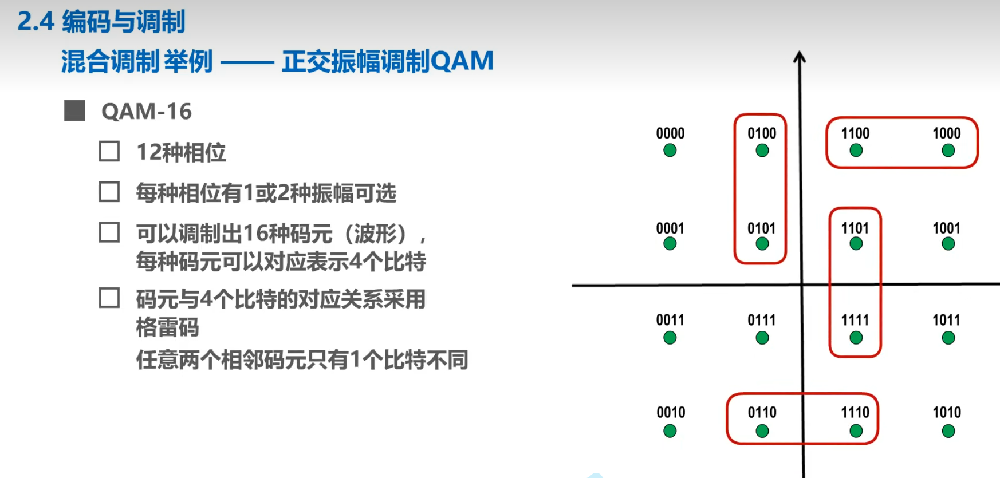 2.4 编码与调制
混合调制 举例 —— 正交振幅调制QAM
QAM-16
12种相位
每种相位有1或2种振幅可选
可以调制出16种码元（波形），
每种码元可以对应表示4个比特
码元与4个比特的对应关系采用
格雷码
任意两个相邻码元只有1个比特不同
0000 0100 1100 1000
0001 0101 1101 1001
0011 0111 1111 1011
0010 0110 1110 1010